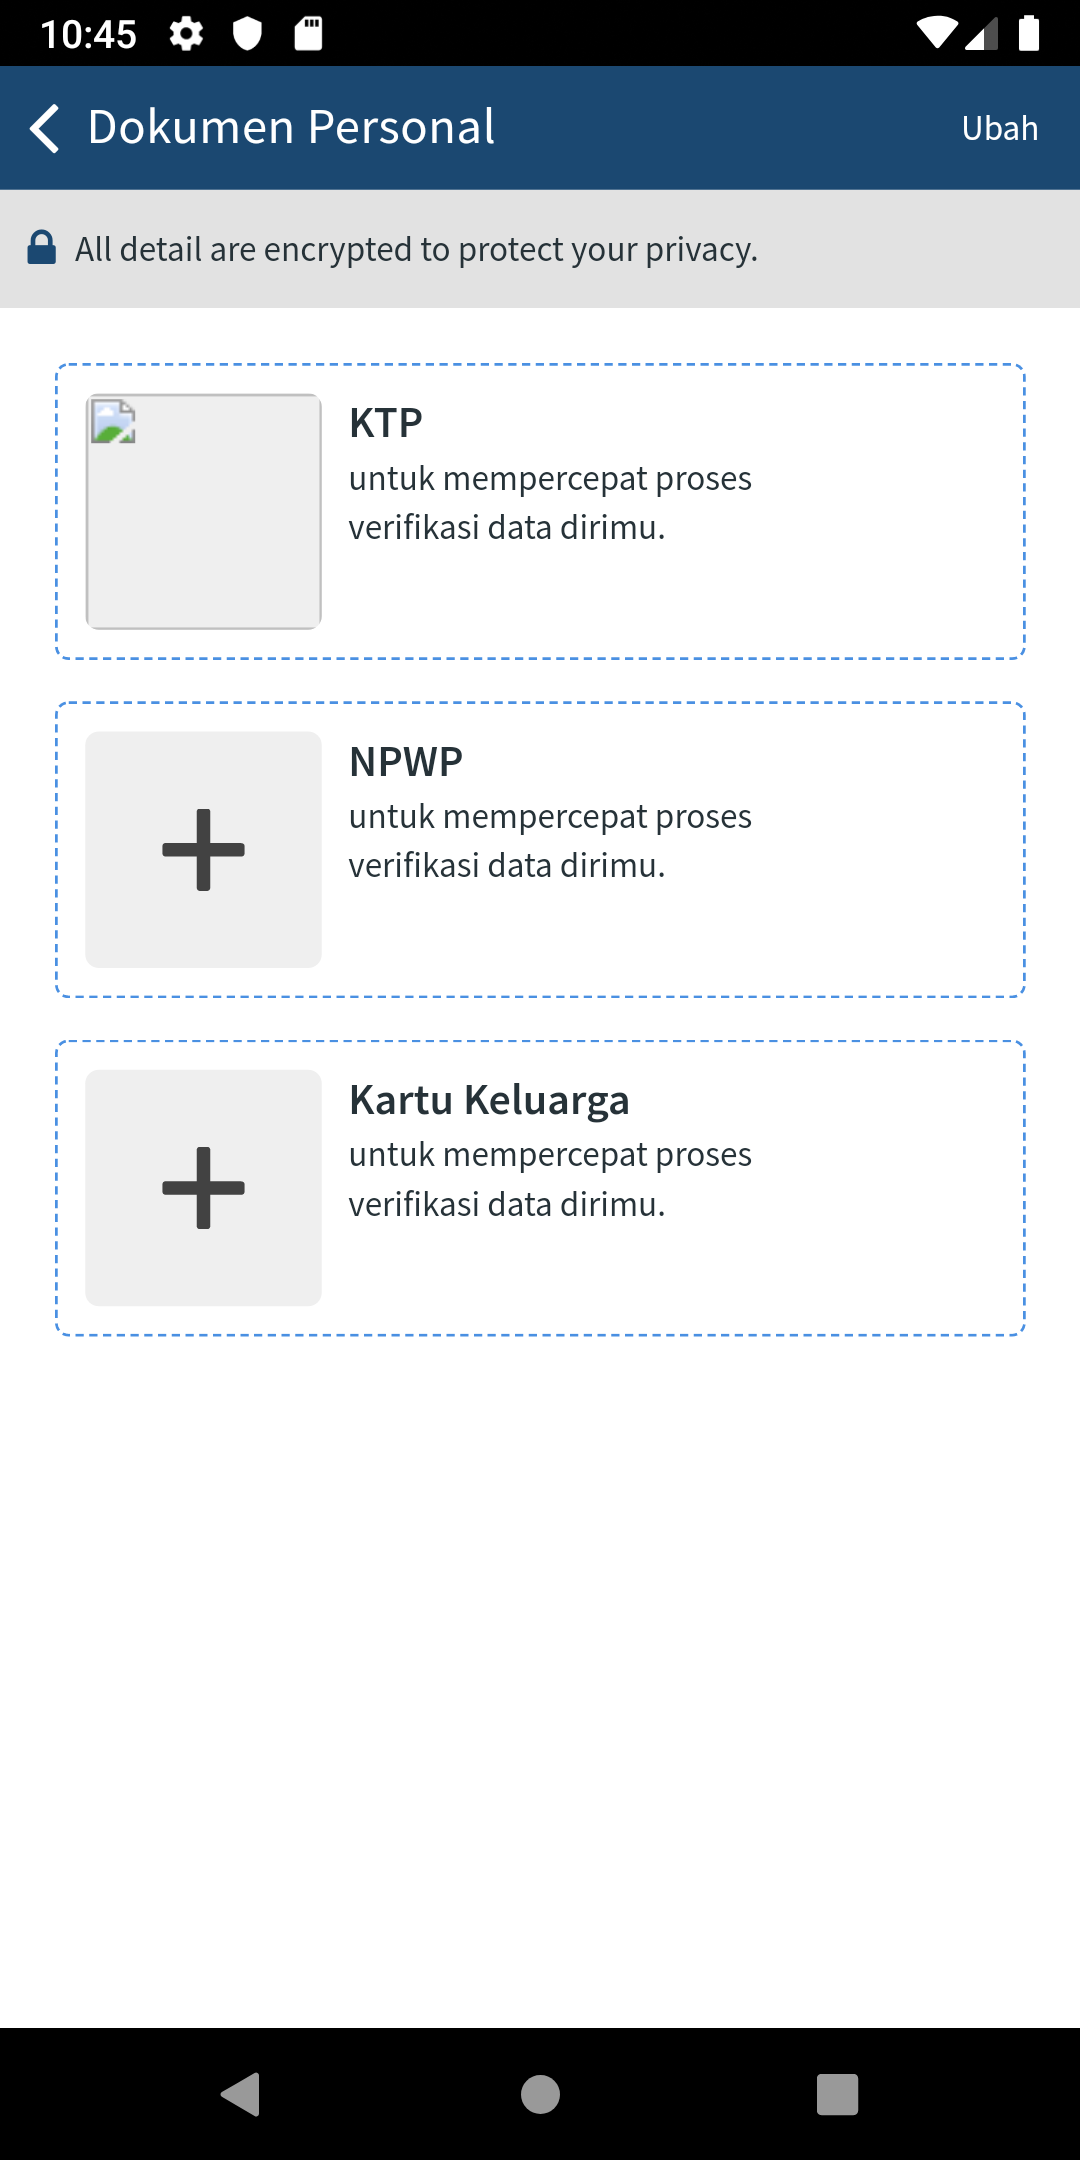 10:45
Dokumen Personal
Ubah
All detail are encrypted to protect your privacy.
KTP
untuk mempercepat proses
verifikasi data dirimu.
NPWP
untuk mempercepat proses
verifikasi data dirimu.
Kartu Keluarga
untuk mempercepat proses
verifikasi data dirimu.